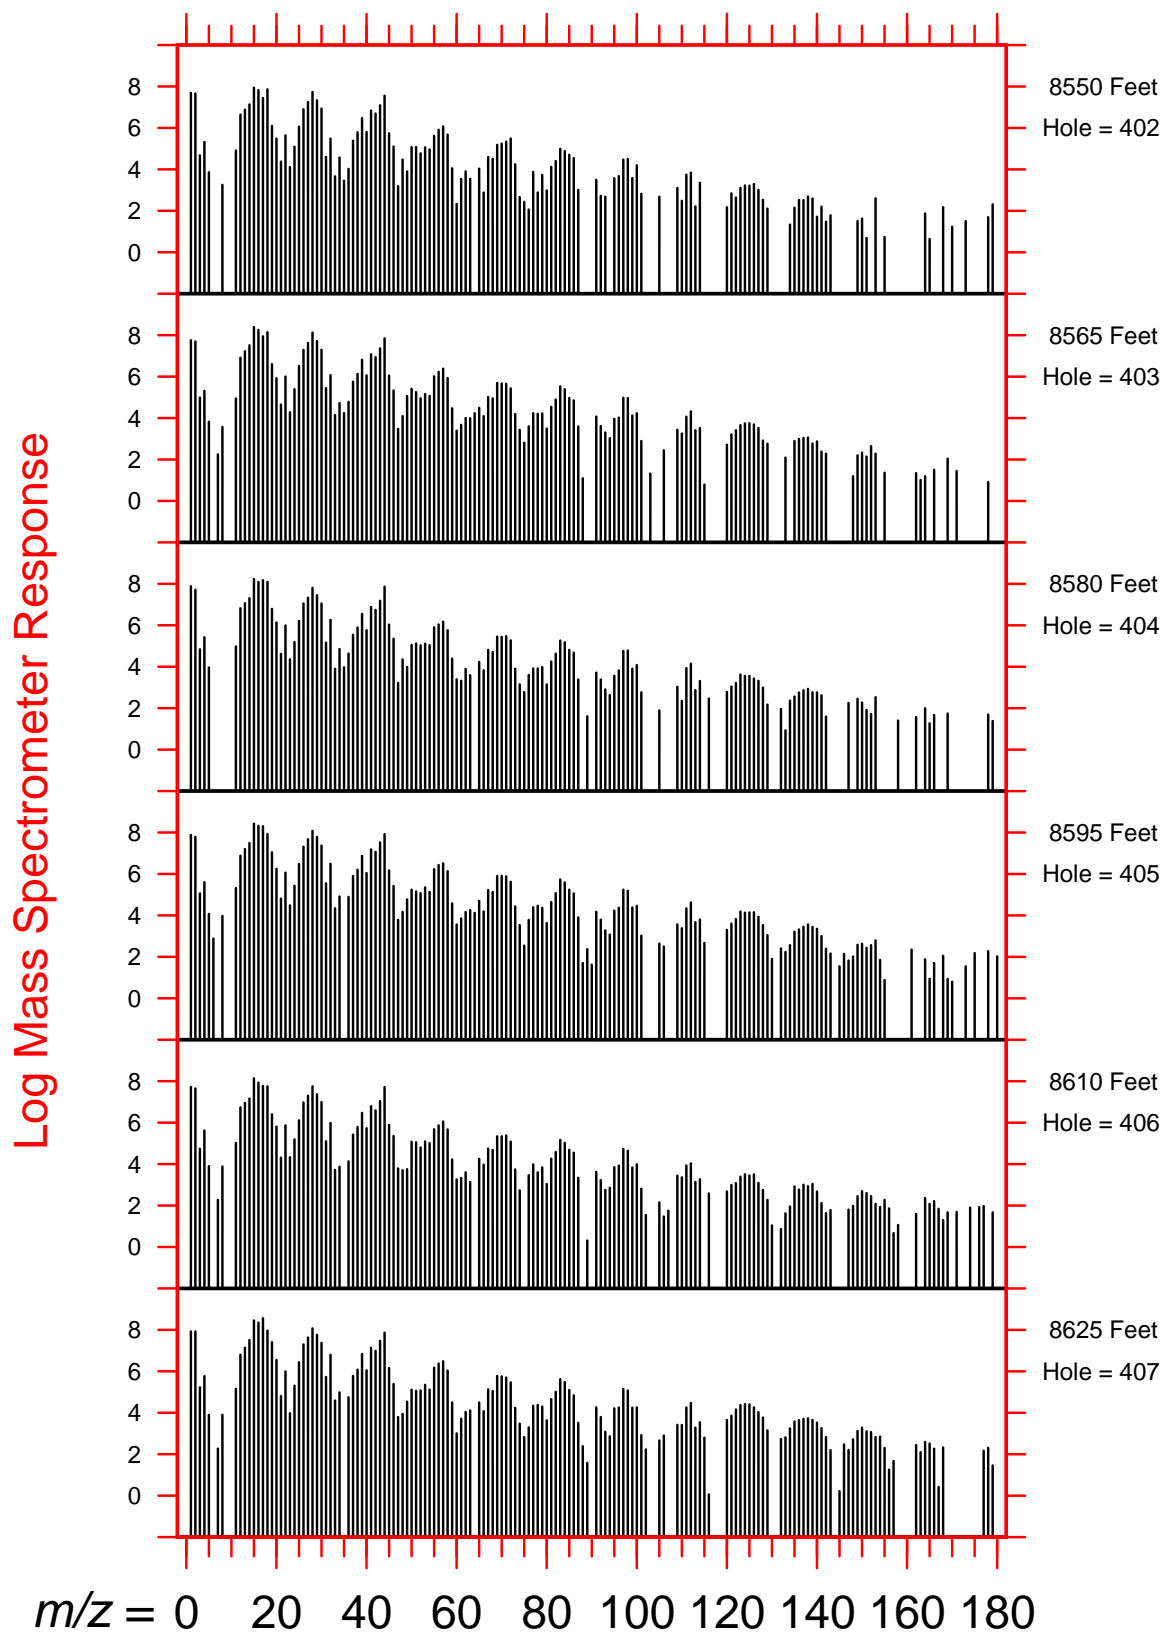 8
6
4
2
0
8550 Feet
Hole = 402
8
6
4
2
0
8565 Feet
Hole = 403
8
6
4
2
0
8580 Feet
Hole = 404
8
6
4
2
0
8595 Feet
Hole = 405
8
6
4
2
0
8610 Feet
Hole = 406
8
6
4
2
0
8625 Feet
Hole = 407
Log Mass Spectrometer Response
m/z = 0 20 40 60 80 100 120 140 160 180